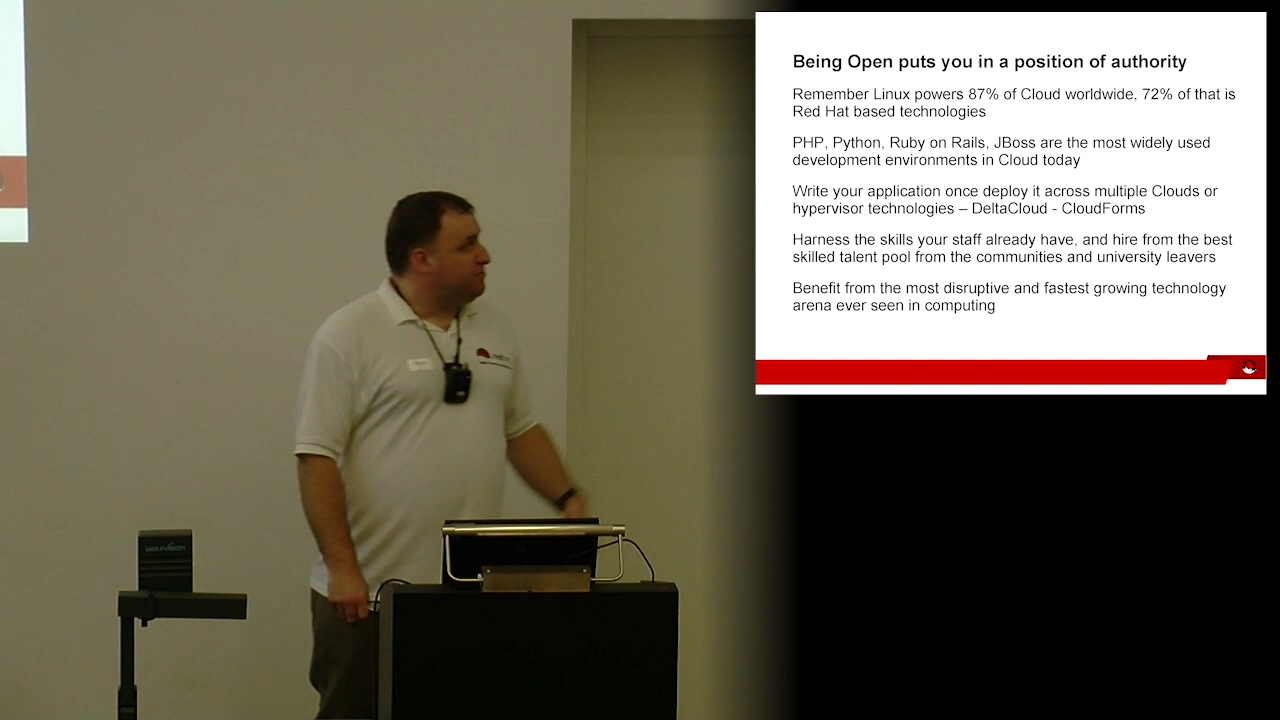 Being Open puts you in a position of authority
Remember Linux powers 87% of Cloud worldwide, 72% of that is
Red Hat based technologies
PHP, Python, Ruby on Rails, JBoss are the most widely used
development environments in Cloud today
Write your application once deploy it across multiple Clouds or
hypervisor technologies – DeltaCloud - CloudForms
Harness the skills your staff already have, and hire from the best
skilled talent pool from the communities and university leavers
Benefit from the most disruptive and fastest growing technology
arena ever seen in computing
WOLFVISION